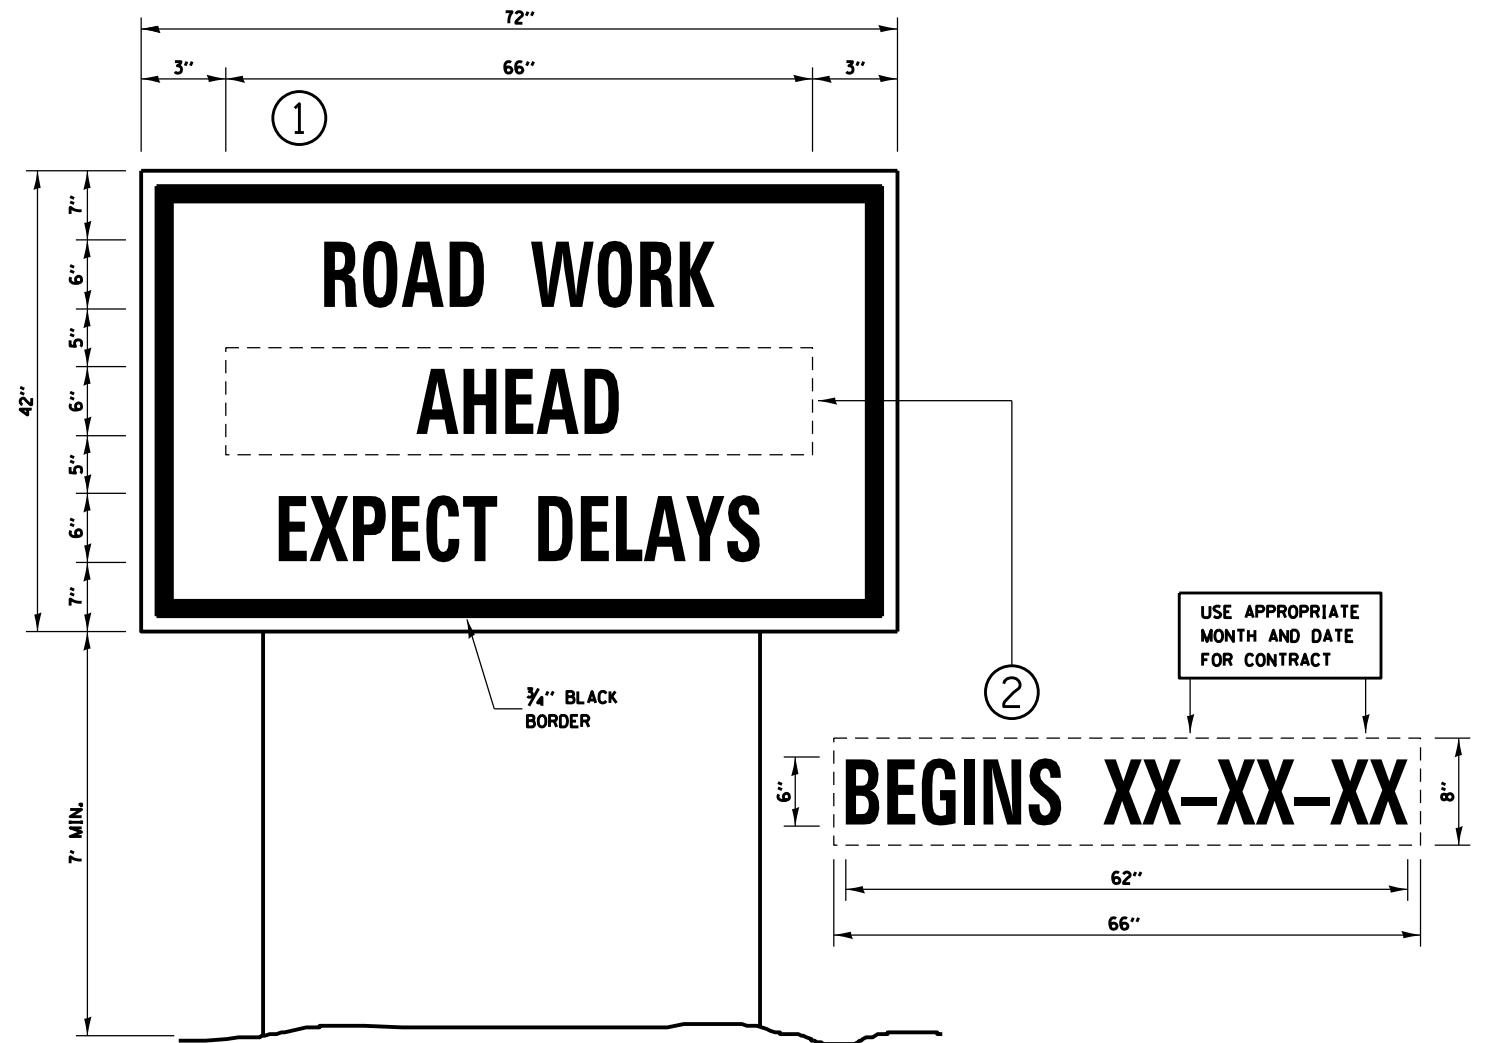 72"
3" 66" 3"
1
7"
6"
5"
6"
5"
6"
7"
42"
ROAD WORK
AHEAD
EXPECT DELAYS
3/4" BLACK
BORDER
7' MIN.
2
USE APPROPRIATE
MONTH AND DATE
FOR CONTRACT
6"
BEGINS XX-XX-XX
8"
62"
66"